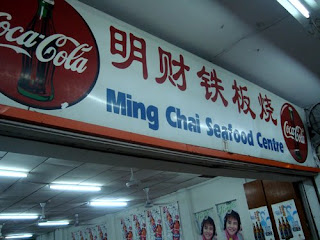 Coca-Cola
明财铁板烧
Ming Chai Seafood Centre
Coca-Cola